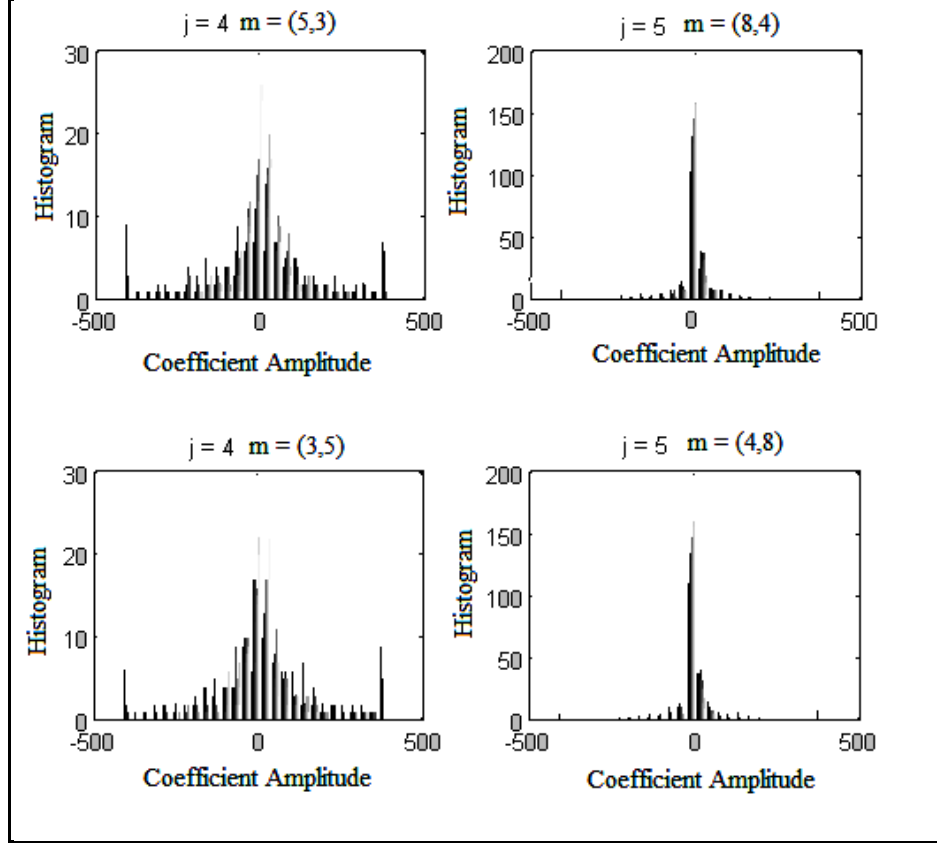 j = 4 m = (5,3)
30
20
10
0
-500
0
500
Histogram
Coefficient Amplitude
j = 5 m = (8,4)
200
150
100
50
0
-500
0
500
Histogram
Coefficient Amplitude
j = 4 m = (3,5)
30
20
10
0
-500
0
500
Histogram
Coefficient Amplitude
j = 5 m = (4,8)
200
150
100
50
0
-500
0
500
Histogram
Coefficient Amplitude